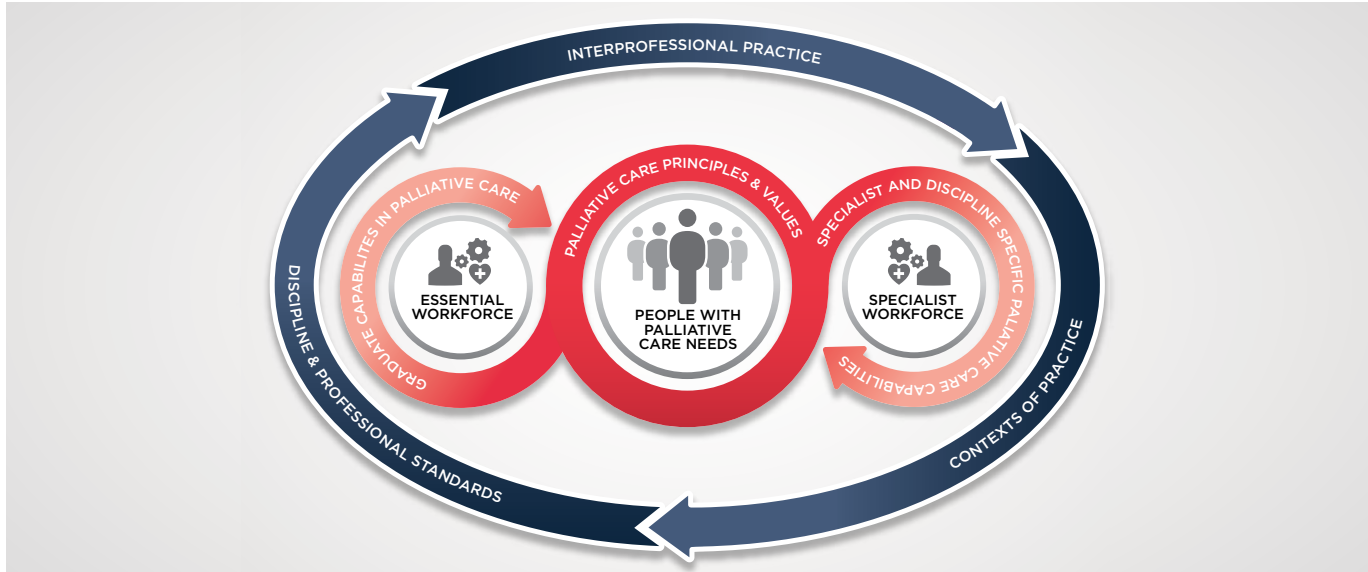 INTERPROFESSIONAL PRACTICE
GRADUATE CAPABILITES IN PALLIATIVE CARE
PALLIATIVE CARE PRINCIPLES & VALUES
SPECIALIST AND DISCIPLINE SPECIFIC PALIATIVE CARE CAPABILITIES
ESSENTIAL
WORKFORCE
PEOPLE WITH
PALLIATIVE
CARE NEEDS
SPECIALIST
WORKFORCE
DISCIPLINE & PROFESSIONAL STANDARDS
CONTEXTS OF PRACTICE